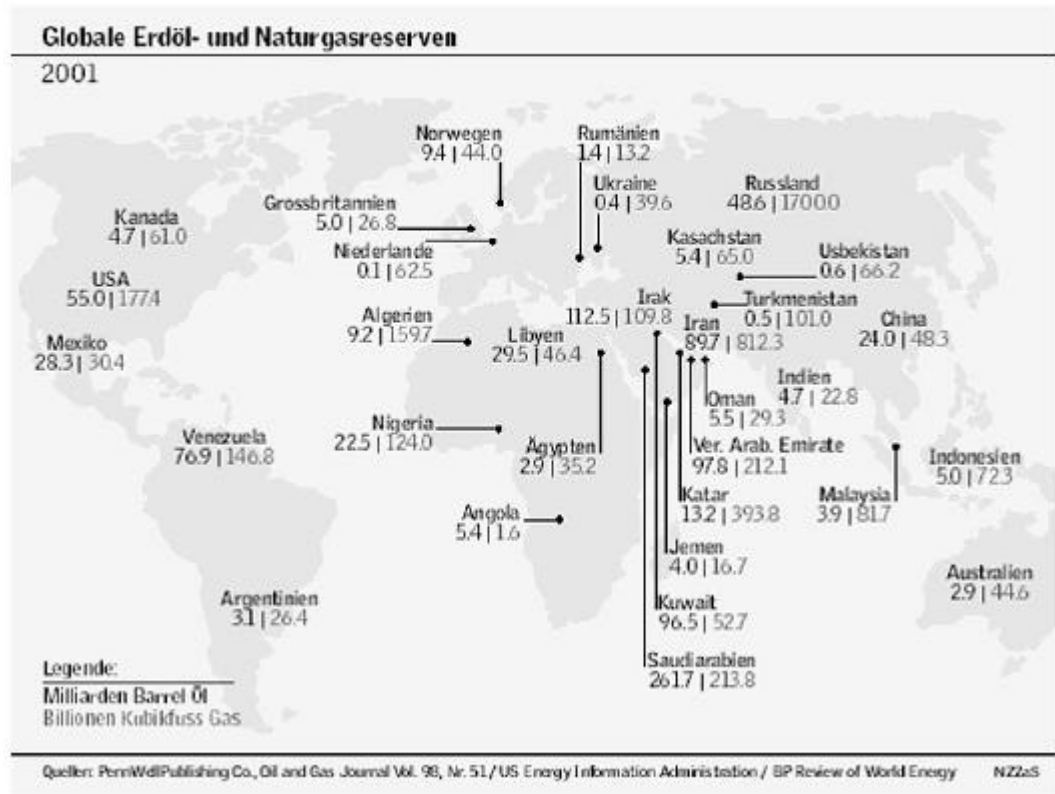 Globale Erdöl- und Naturgasreserven
2001
Norwegen
9.4 | 44.0
Rumänien
1.4 | 13.2
Ukraine
0.4 | 39.6
Russland
48.6 | 1700.0
Grossbritannien
5.0 | 26.8
Kanada
4.7 | 61.0
Niederlande
0.1 | 62.5
Kasachstan
5.4 | 65.0
Usbekistan
0.6 | 66.2
USA
55.0 | 177.4
Algerien
9.2 | 159.7
Libyen
29.5 | 46.4
Irak
112.5 | 109.8
Iran
89.7 | 812.3
Turkmenistan
0.5 | 101.0
China
24.0 | 48.3
Mexiko
28.3 | 30.4
Indien
4.7 | 22.8
Oman
5.5 | 29.3
Nigeria
22.5 | 124.0
Venezuela
76.9 | 146.8
Ägypten
2.9 | 35.2
Ver. Arab. Emirate
97.8 | 212.1
Indonesien
5.0 | 72.3
Katar
13.2 | 393.8
Malaysia
3.9 | 81.7
Angola
5.4 | 1.6
Jemen
4.0 | 16.7
Australien
2.9 | 44.6
Argentinien
3.1 | 26.4
Kuwait
96.5 | 52.7
Saudiarabien
261.7 | 213.8
Legende:
Milliarden Barrel Öl
Billionen Kubikfuss Gas
Quellen: PennWellPublishing Co., Oil and Gas Journal Vol. 98, Nr. 51 / US Energy Information Administration / BP Review of World Energy
NZZaS